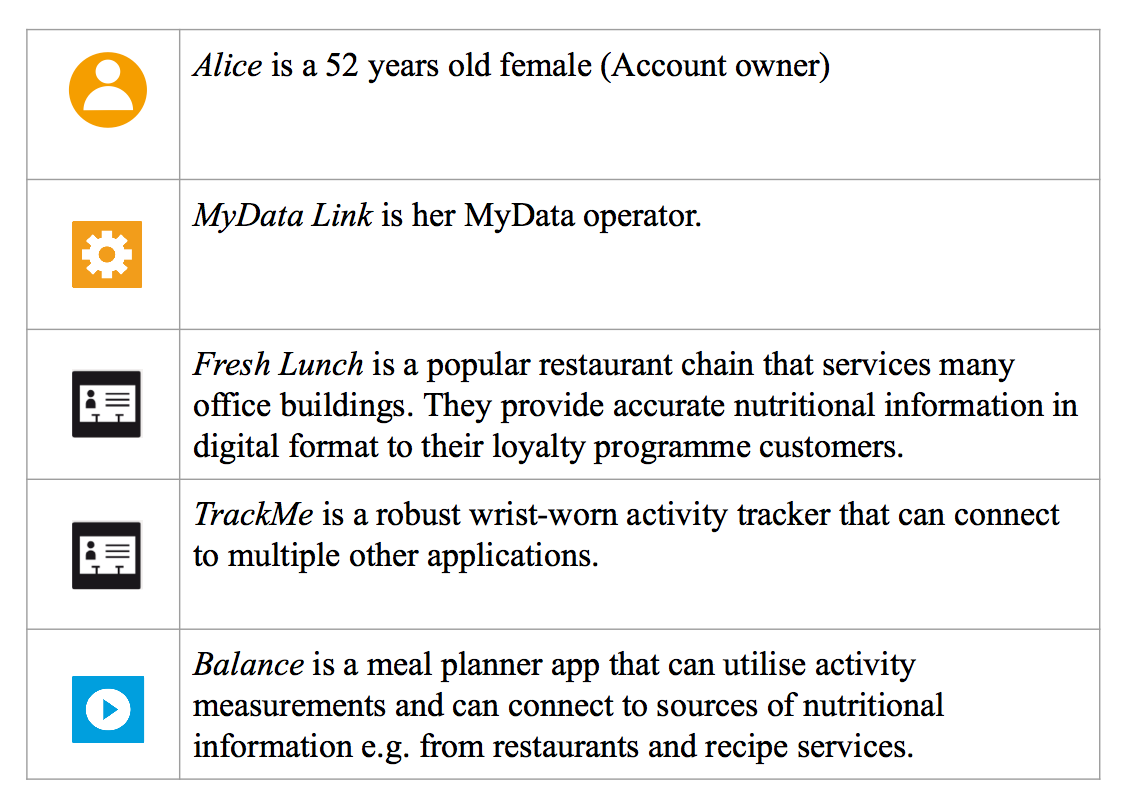 Alice is a 52 years old female (Account owner)
MyData Link is her MyData operator.
Fresh Lunch is a popular restaurant chain that services many
office buildings. They provide accurate nutritional information in
digital format to their loyalty programme customers.
TrackMe is a robust wrist-worn activity tracker that can connect
to multiple other applications.
Balance is a meal planner app that can utilise activity
measurements and can connect to sources of nutritional
information e.g. from restaurants and recipe services.